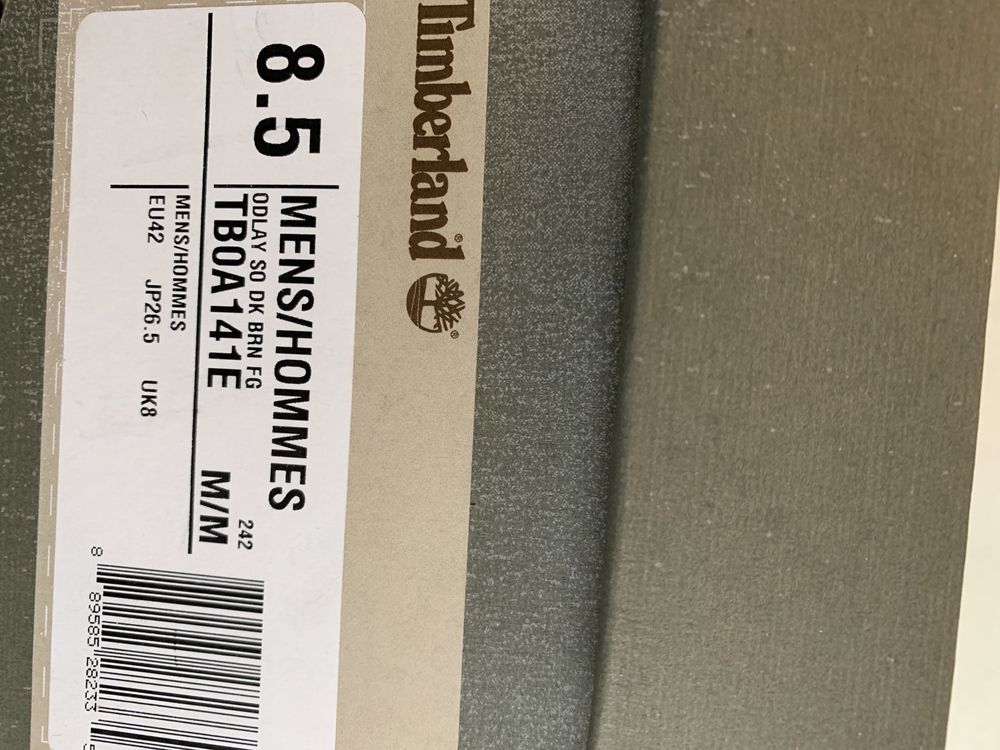 Timberland®
8.5
MENS/HOMMES
ODLAY SO DK BRN FG
242
TB0A141E
M/M
MENS/HOMMES
EU42 JP26.5 UK8
8 89585 28233 5